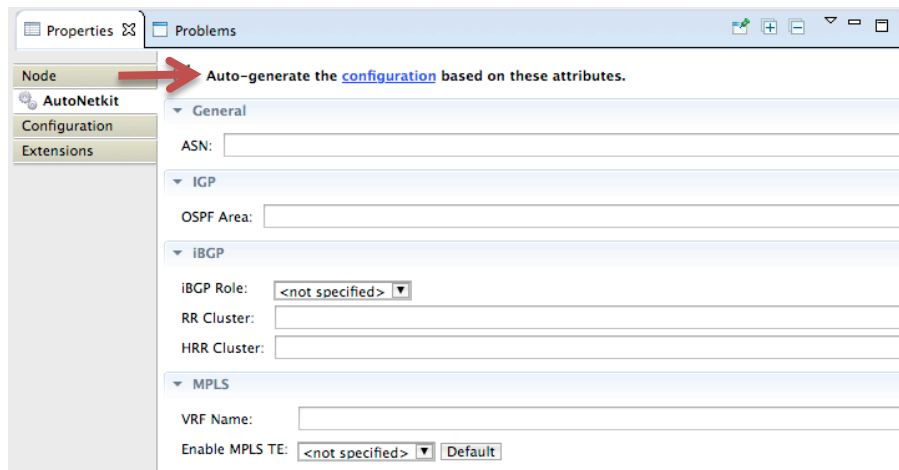 Properties
Problems
Node
AutoNetkit
Configuration
Extensions
Auto-generate the configuration based on these attributes.
General
ASN:
IGP
OSPF Area:
iBGP
iBGP Role: <not specified>
RR Cluster:
HRR Cluster:
MPLS
VRF Name:
Enable MPLS TE: <not specified> Default